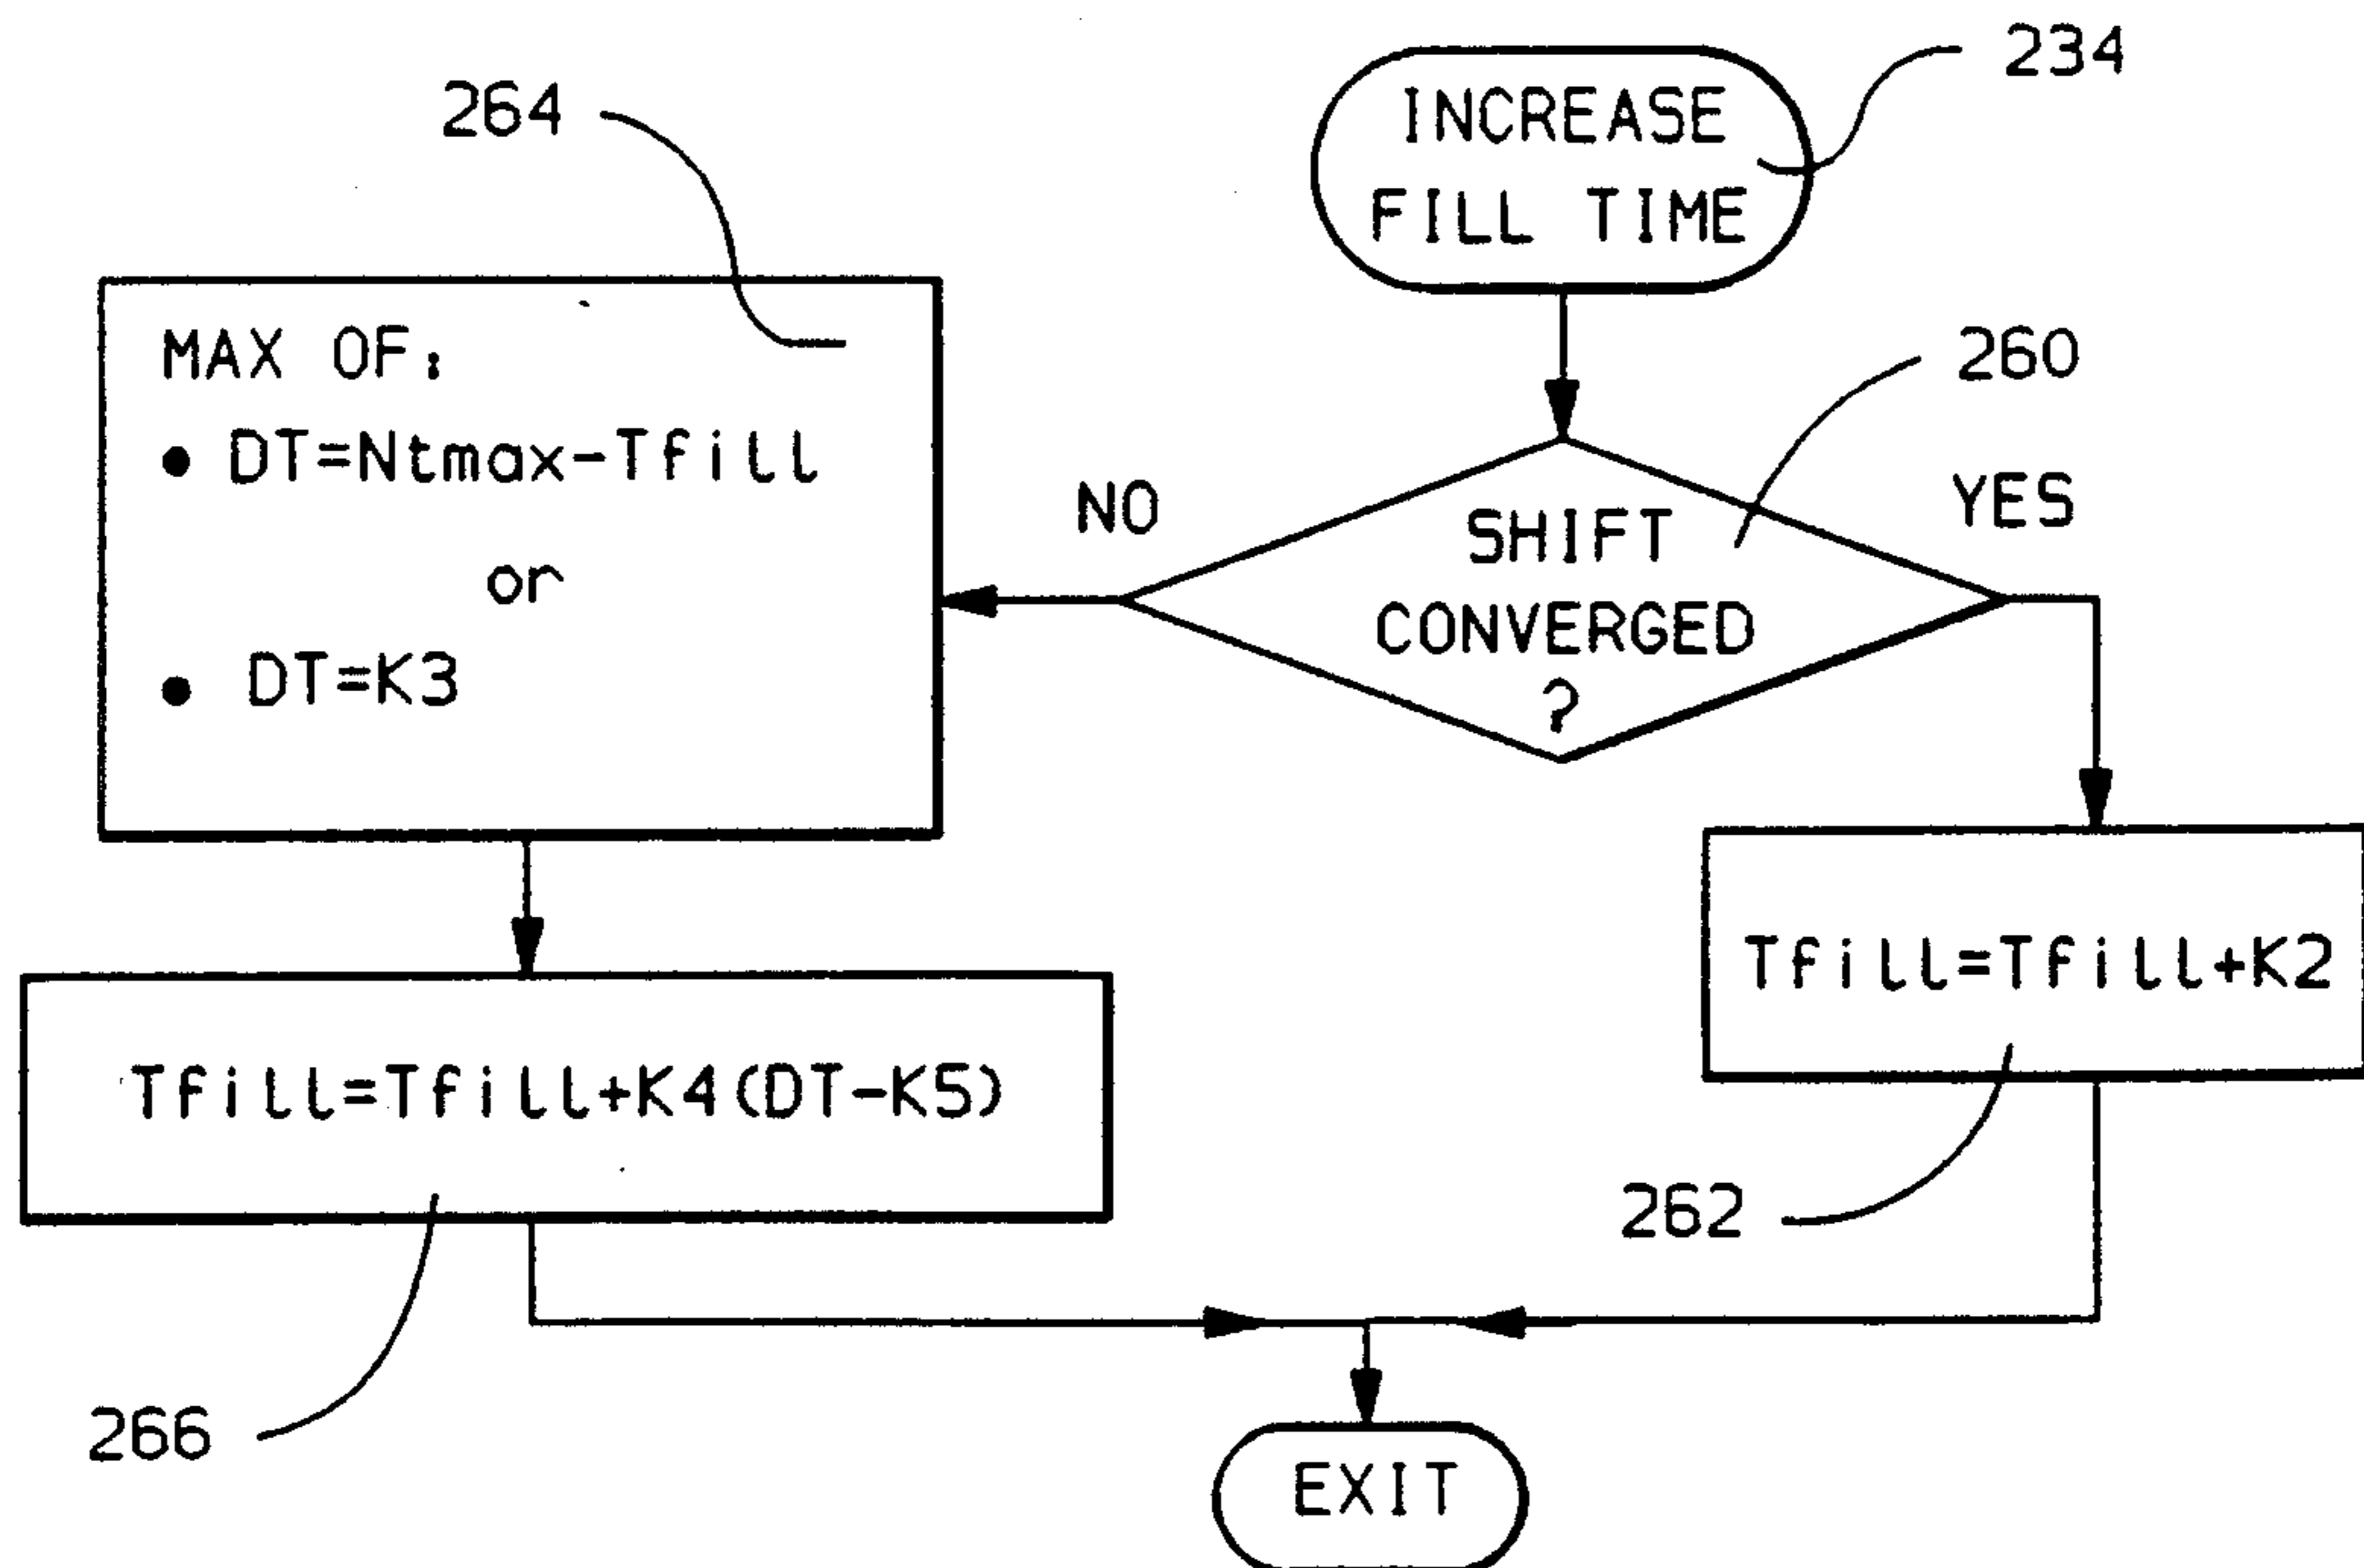 234
INCREASE
FILL TIME
264
MAX OF:
• DT=Ntmax-Tfill
or
• DT=K3
260
NO
YES
SHIFT
CONVERGED
?
Tfill=Tfill+K2
Tfill=Tfill+K4(DT-K5)
262
266
EXIT